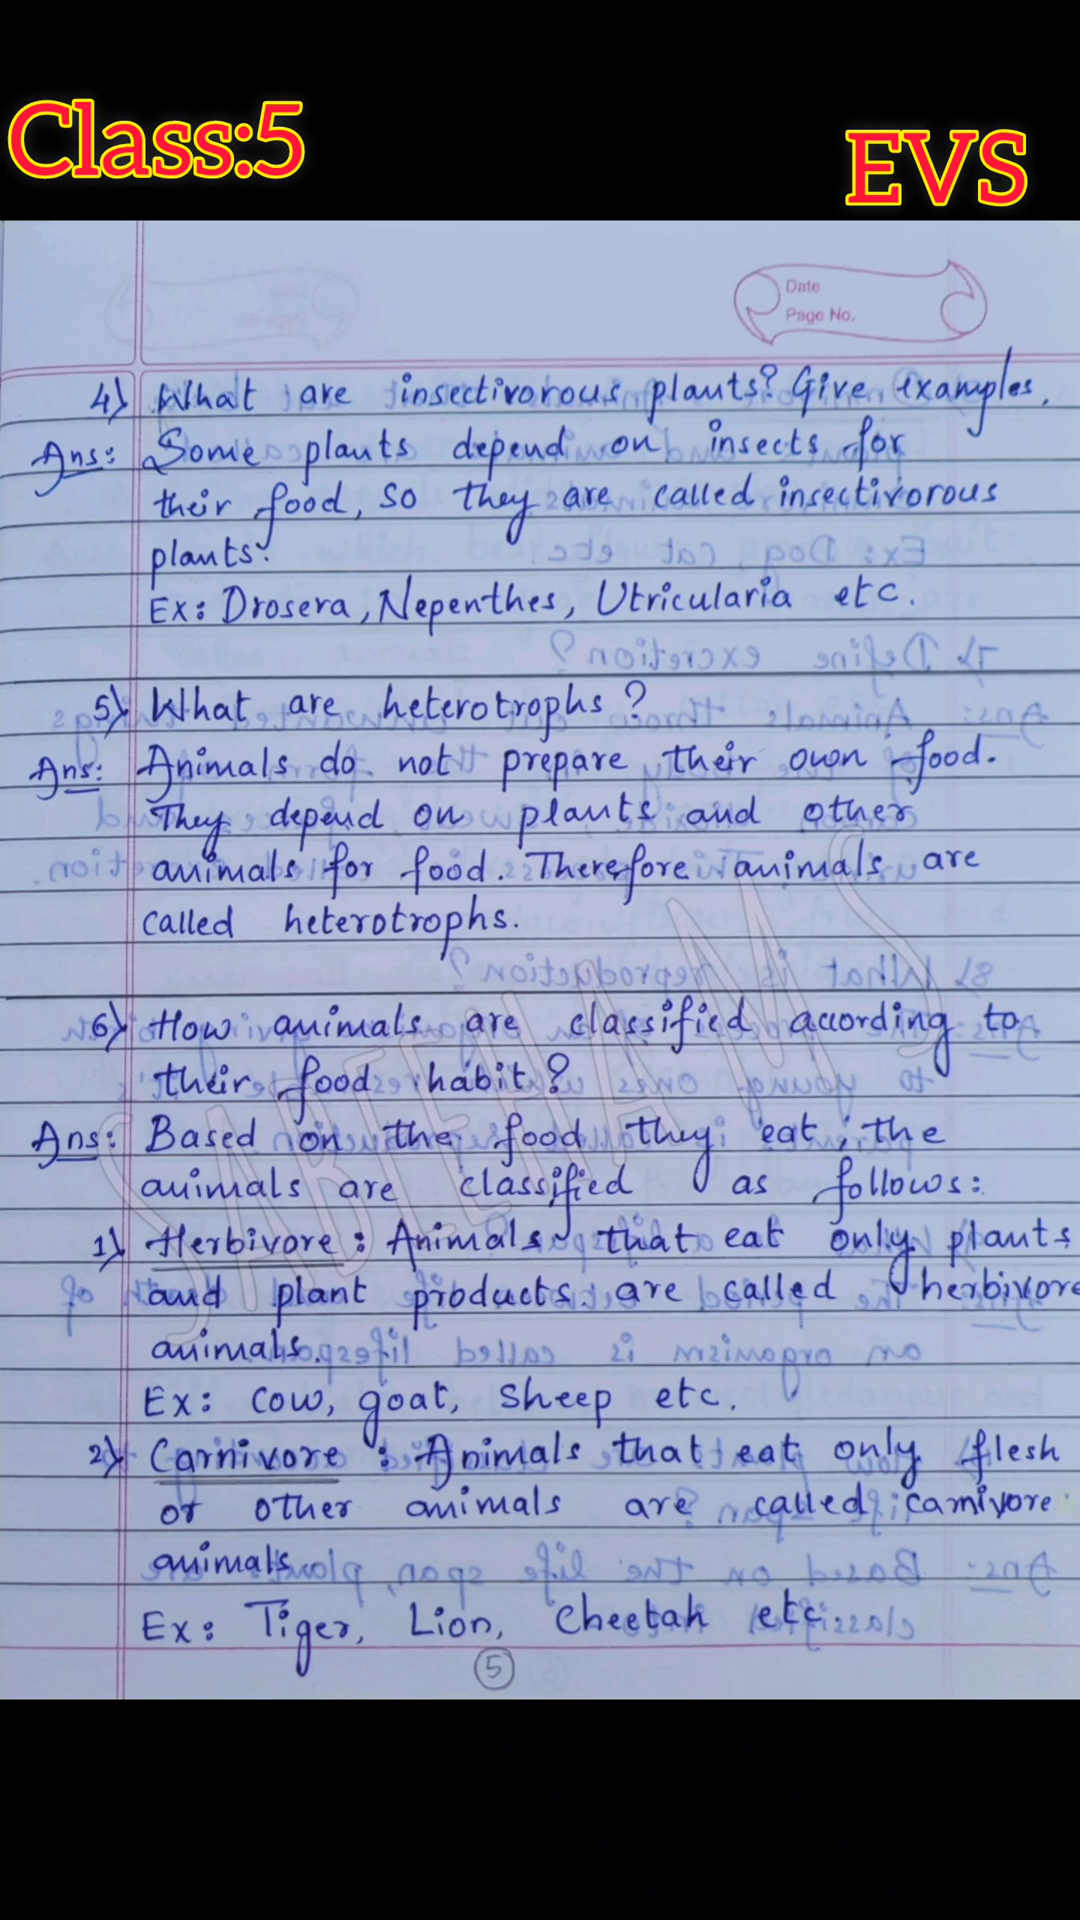 Class:5
EVS
Date
Page No.
4) What are insectivorous plants? Give examples.
Ans: Some plants depend on insects for
their food, so they are called insectivorous
plants.
Ex: Drosera, Nepenthes, Utricularia etc.
5) What are heterotrophs?
Ans: Animals do not prepare their own food.
They depend on plants and other
animals for food. Therefore animals are
called heterotrophs.
6) How animals are classified according to
their food habit?
Ans: Based on the food they eat, the
animals are classified as follows:
1) Herbivore: Animals that eat only plants
and plant products are called herbivore
animals.
Ex: Cow, goat, Sheep etc.
2) Carnivore: Animals that eat only flesh
or other animals are called carnivore
animals
Ex: Tiger, Lion, Cheetah etc.
5
SABEEHA MS